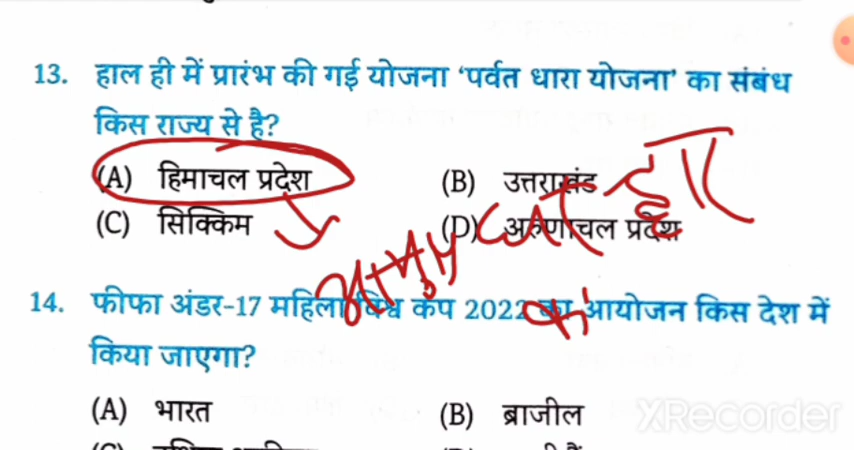 13. हाल ही में प्रारंभ की गई योजना ‘पर्वत धारा योजना’ का संबंध
किस राज्य से है?
(A) हिमाचल प्रदेश
(B) उत्तराखंड
(C) सिक्किम
(D) अरुणाचल प्रदेश
14. फीफा अंडर-17 महिला विश्व कप 2022 का आयोजन किस देश में
किया जाएगा?
(A) भारत
(B) ब्राजील
XRecorder